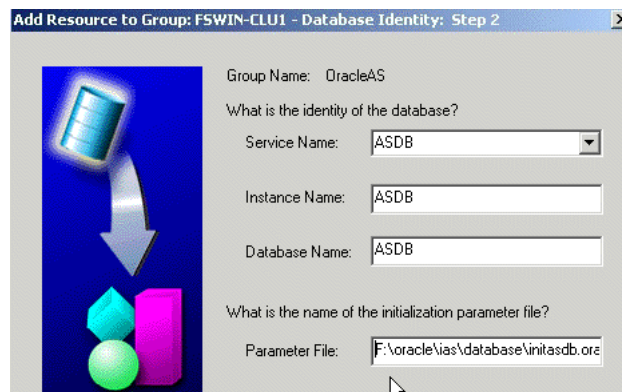 Add Resource to Group: FSWIN-CLU1 - Database Identity: Step 2
Group Name: OracleAS
What is the identity of the database?
Service Name: ASDB
Instance Name: ASDB
Database Name: ASDB
What is the name of the initialization parameter file?
Parameter File: F:\oracle\ias\database\initasdb.ora